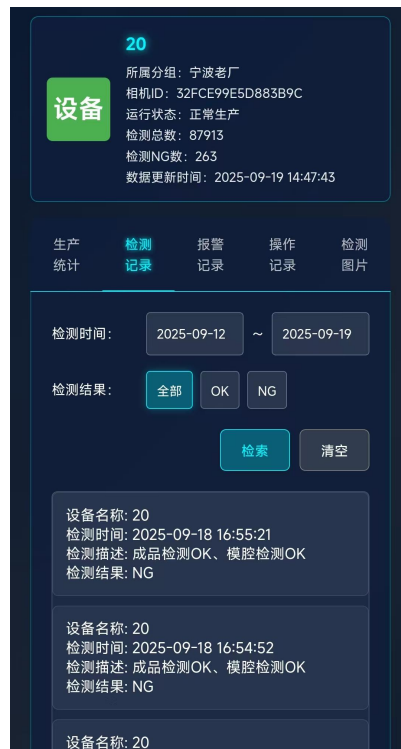 20
设备
所属分组: 宁波老厂
相机ID: 32FCE99E5D883B9C
运行状态: 正常生产
检测总数: 87913
检测NG数: 263
数据更新时间: 2025-09-19 14:47:43
生产统计
检测记录
报警记录
操作记录
检测图片
检测时间: 2025-09-12 ~ 2025-09-19
检测结果: 全部 OK NG
检索 清空
设备名称: 20
检测时间: 2025-09-18 16:55:21
检测描述: 成品检测OK、模腔检测OK
检测结果: NG
设备名称: 20
检测时间: 2025-09-18 16:54:52
检测描述: 成品检测OK、模腔检测OK
检测结果: NG
设备名称: 20